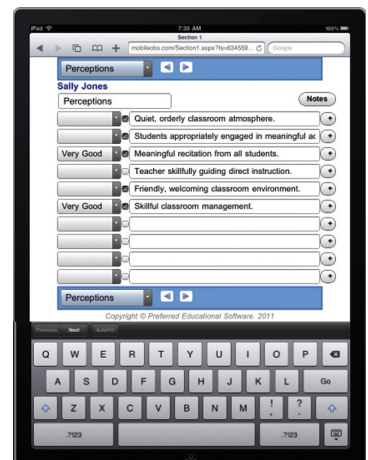 iPad 7:35 AM 100%
Section 1
mobileobs.com/Section1.aspx?ts=834559... Google
Perceptions
Sally Jones
Perceptions Notes
Quiet, orderly classroom atmosphere. +
Students appropriately engaged in meaningful ac +
Very Good Meaningful recitation from all students. +
Teacher skillfully guiding direct instruction. +
Friendly, welcoming classroom environment. +
Very Good Skillful classroom management. +
+
+
+
+
Perceptions
Copyright © Preferred Educational Software. 2011
Previous Next AutoFill
Q W E R T Y U I O P
A S D F G H J K L Go
Z X C V B N M ! , ? .
.?123 .?123